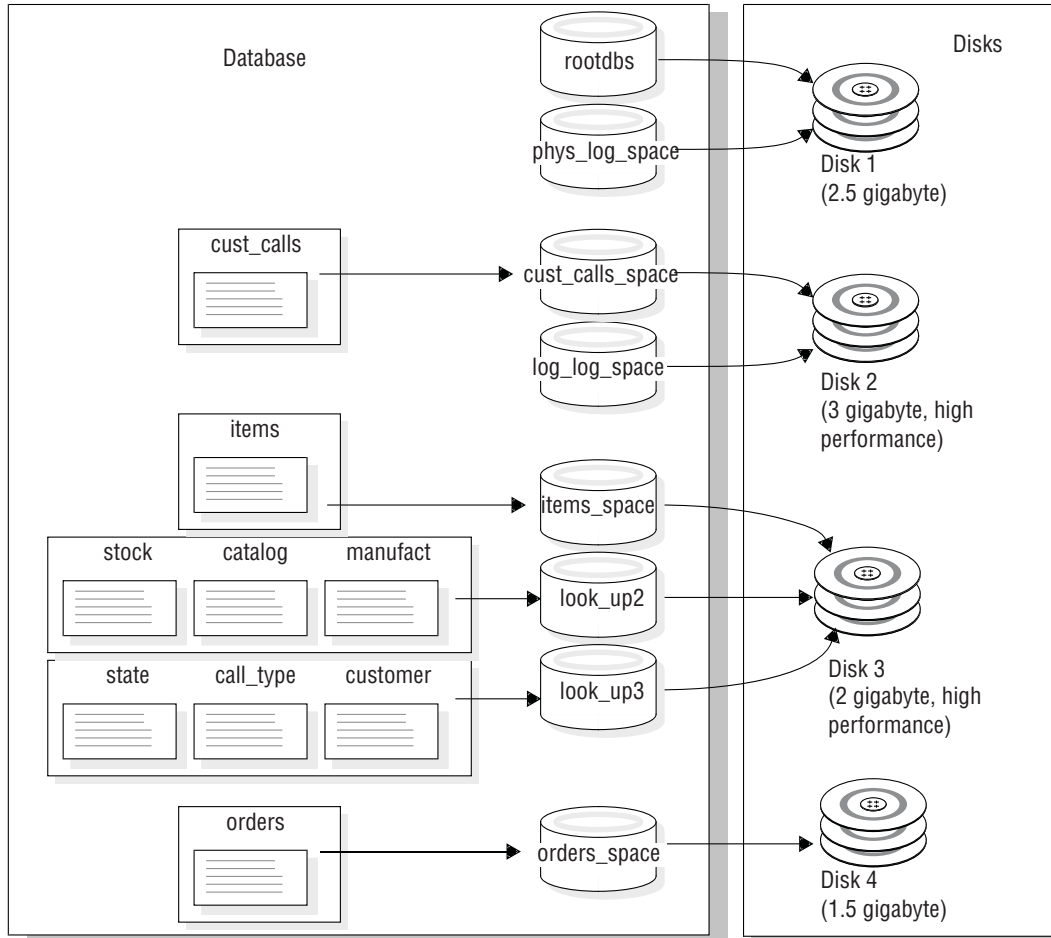 Database
Disks
rootdbs
phys_log_space
Disk 1
(2.5 gigabyte)
cust_calls
cust_calls_space
log_log_space
Disk 2
(3 gigabyte, high
performance)
items
items_space
stock catalog manufact
look_up2
state call_type customer
look_up3
Disk 3
(2 gigabyte, high
performance)
orders
orders_space
Disk 4
(1.5 gigabyte)